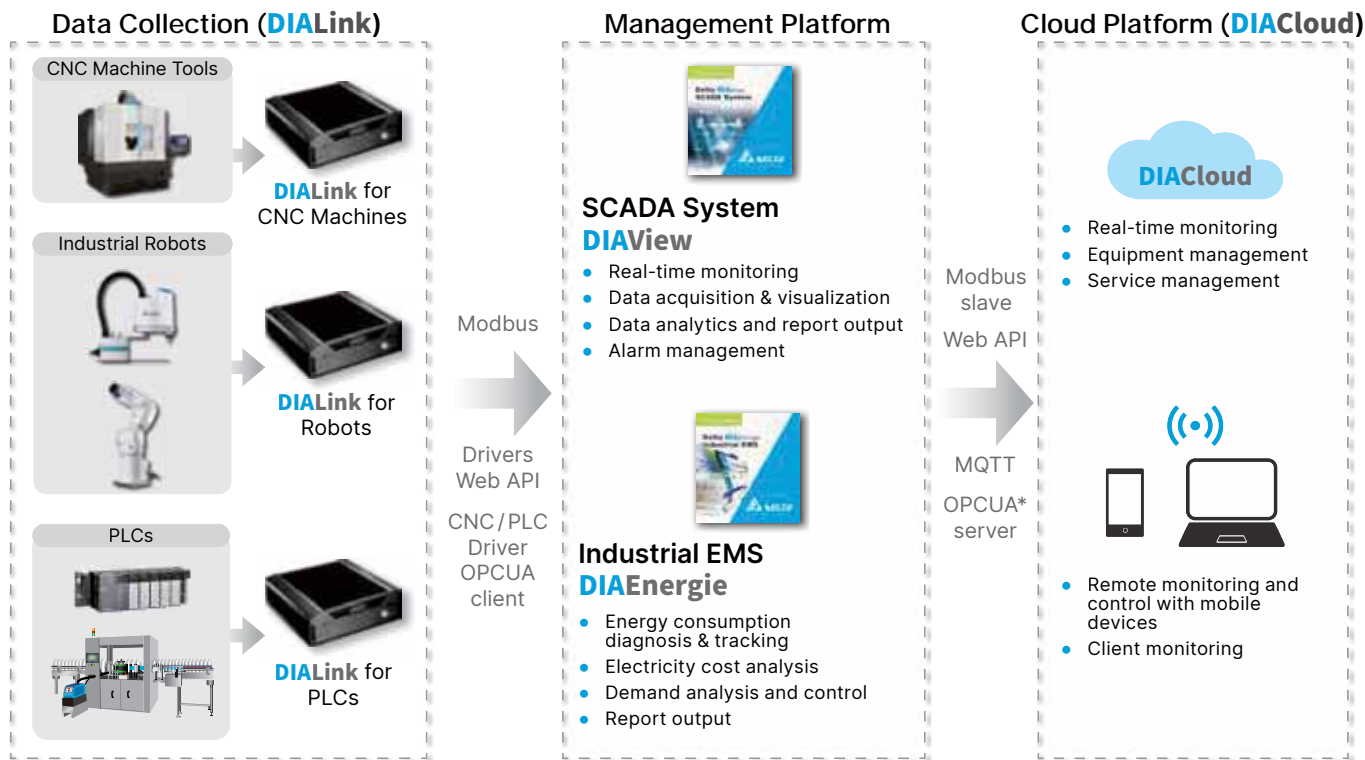 Data Collection (DIALink)
CNC Machine Tools
DIALink for
CNC Machines
Industrial Robots
DIALink for
Robots
PLCs
DIALink for
PLCs
Modbus
Drivers
Web API
CNC/PLC
Driver
OPCUA
client
Management Platform
SCADA System
SCADA System
DIAView
• Real-time monitoring
• Data acquisition & visualization
• Data analytics and report output
• Alarm management
Industrial EMS
Industrial EMS
DIAEnergie
• Energy consumption
diagnosis & tracking
• Electricity cost analysis
• Demand analysis and control
• Report output
Modbus
slave
Web API
MQTT
OPCUA*
server
Cloud Platform (DIACloud)
DIACloud
• Real-time monitoring
• Equipment management
• Service management
• Remote monitoring and
control with mobile
devices
• Client monitoring